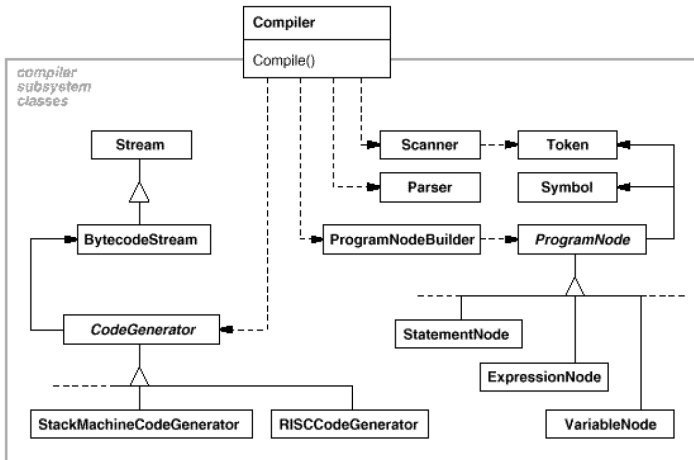 Compiler
Compile()
compiler
subsystem
classes
Stream
Scanner
Token
Parser
Symbol
BytecodeStream
ProgramNodeBuilder
ProgramNode
CodeGenerator
StatementNode
ExpressionNode
StackMachineCodeGenerator
RISCCodeGenerator
VariableNode